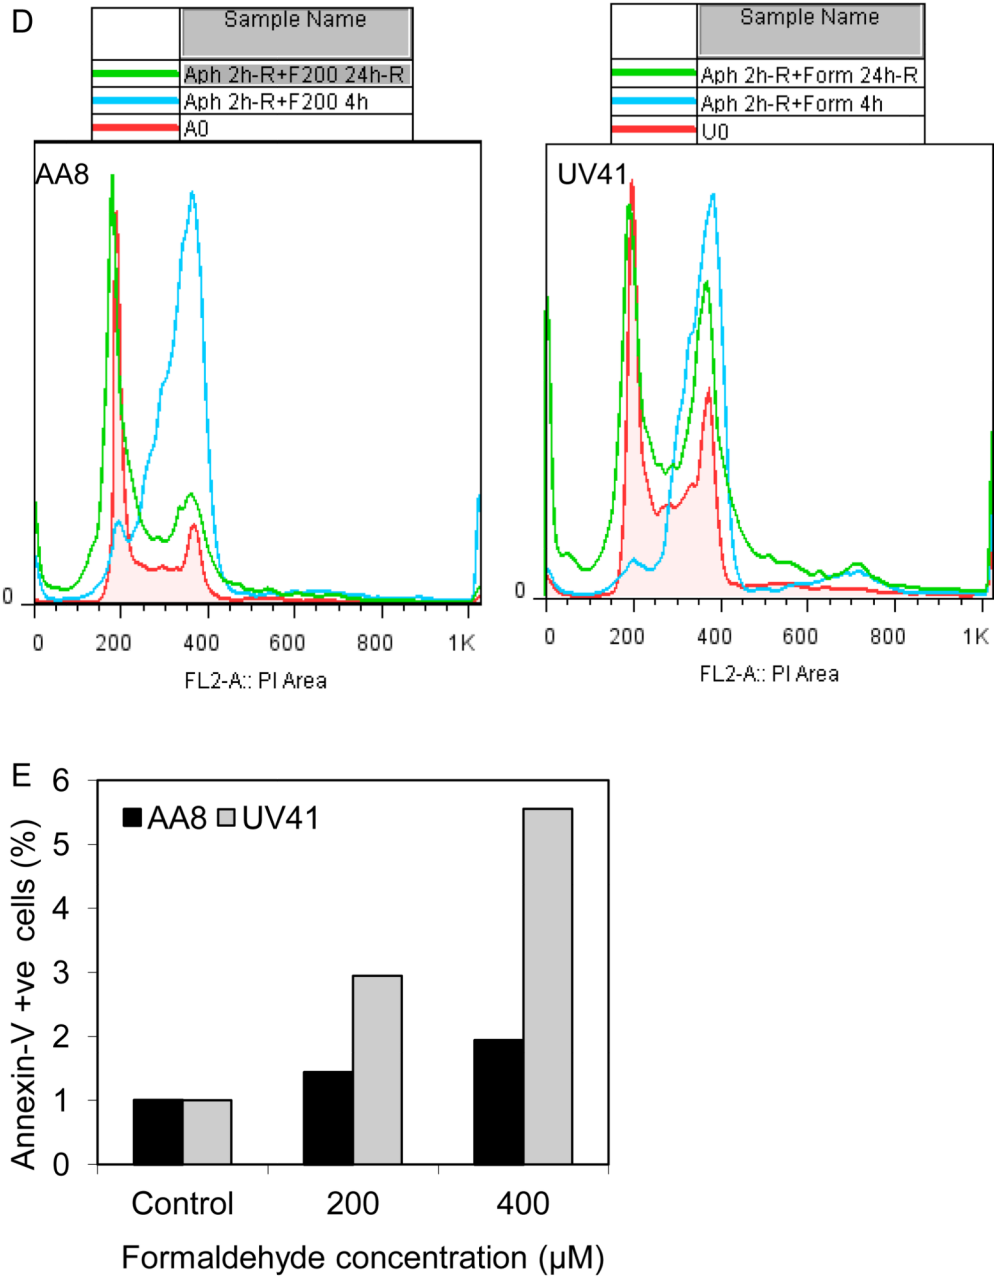 D
Sample Name
Aph 2h-R+F200 24h-R
Aph 2h-R+F200 4h
A0
AA8
0
0 200 400 600 800 1K
FL2-A:: PI Area
Sample Name
Aph 2h-R+Form 24h-R
Aph 2h-R+Form 4h
U0
UV41
0
0 200 400 600 800 1K
FL2-A:: PI Area
E
Annexin-V +ve cells (%)
6
5
4
3
2
1
0
AA8 UV41
Control 200 400
Formaldehyde concentration (μM)